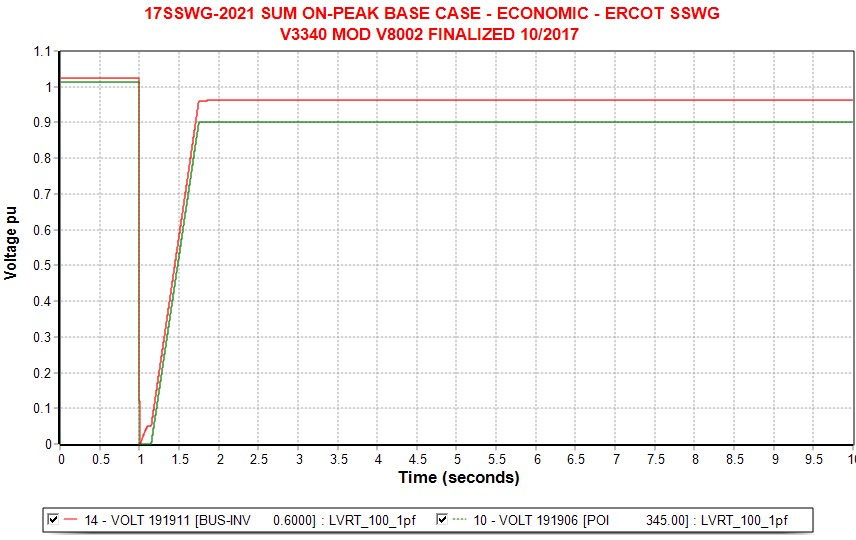 17SSWG-2021 SUM ON-PEAK BASE CASE - ECONOMIC - ERCOT SSWG
V3340 MOD V8002 FINALIZED 10/2017
1.1
1
0.9
0.8
0.7
0.6
0.5
0.4
0.3
0.2
0.1
0
Voltage pu
0 0.5 1 1.5 2 2.5 3 3.5 4 4.5 5 5.5 6 6.5 7 7.5 8 8.5 9 9.5 10
Time (seconds)
14 - VOLT 191911 [BUS-INV 0.6000] : LVRT_100_1pf 10 - VOLT 191906 [POI 345.00] : LVRT_100_1pf